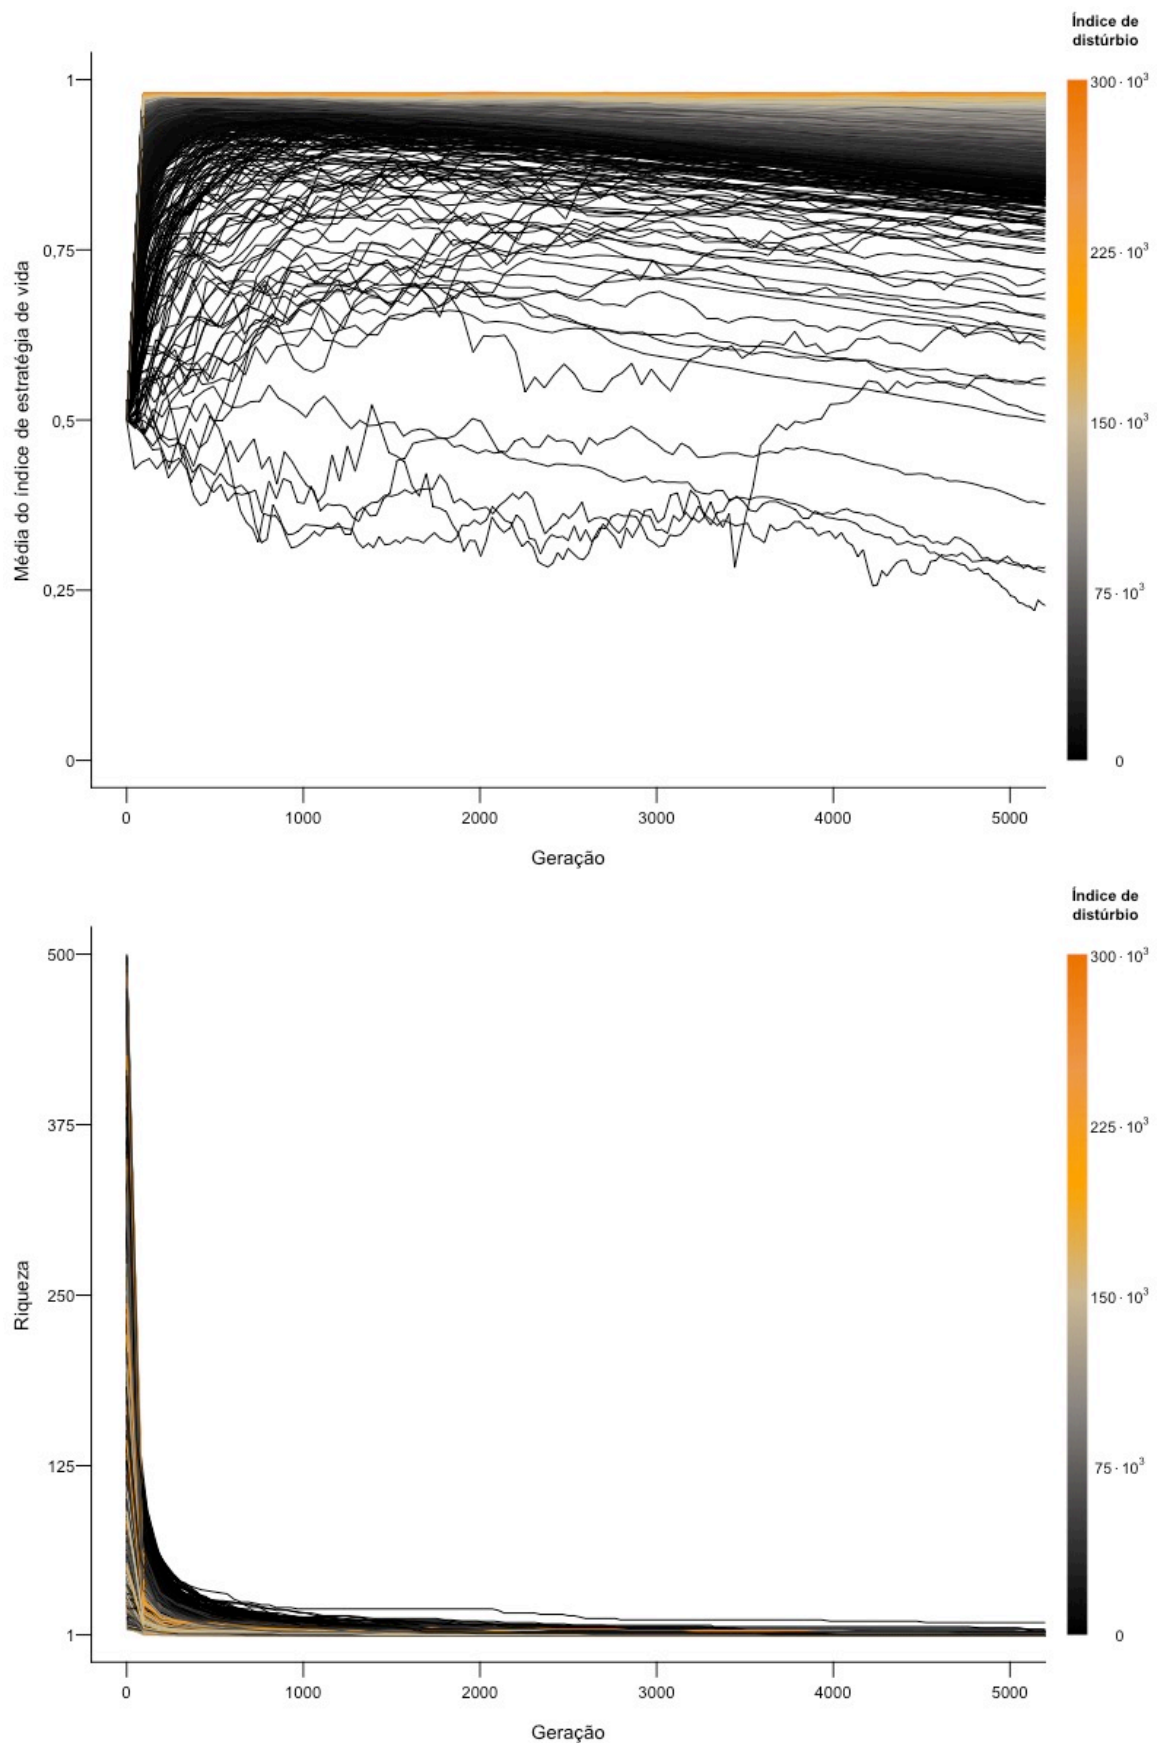 Índice de
distúrbio
1
0,75
0,5
0,25
0
Média do índice de estratégia de vida
300 · 10³
225 · 10³
150 · 10³
75 · 10³
0
0 1000 2000 3000 4000 5000
Geração
Índice de
distúrbio
500
375
250
125
1
Riqueza
300 · 10³
225 · 10³
150 · 10³
75 · 10³
0
0 1000 2000 3000 4000 5000
Geração